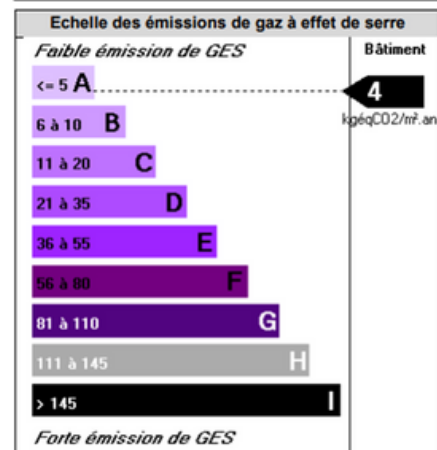 Echelle des émissions de gaz à effet de serre
Faible émission de GES
Bâtiment
<= 5 A
4
kgéqCO2/m².an
6 à 10 B
11 à 20 C
21 à 35 D
36 à 55 E
56 à 80 F
81 à 110 G
111 à 145 H
> 145 I
Forte émission de GES